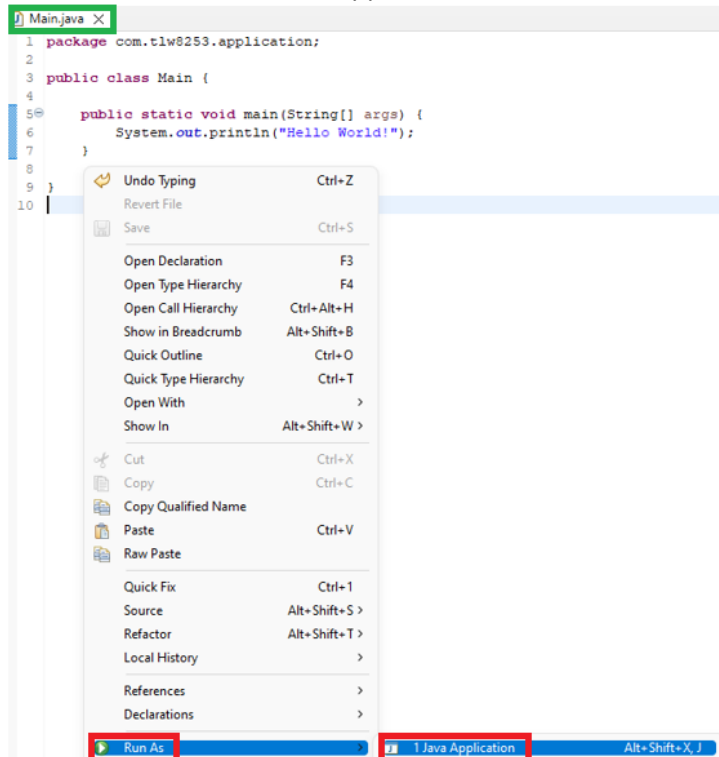 Main.java
1 package com.tlw8253.application;
2
3 public class Main {
4
5 public static void main(String[] args) {
6 System.out.println("Hello World!");
7 }
8
9 }
10
Undo Typing Ctrl+Z
Revert File
Save Ctrl+S
Open Declaration F3
Open Type Hierarchy F4
Open Call Hierarchy Ctrl+Alt+H
Show in Breadcrumb Alt+Shift+B
Quick Outline Ctrl+O
Quick Type Hierarchy Ctrl+T
Open With >
Show In Alt+Shift+W >
Cut Ctrl+X
Copy Ctrl+C
Copy Qualified Name
Paste Ctrl+V
Raw Paste
Quick Fix Ctrl+1
Source Alt+Shift+S >
Refactor Alt+Shift+T >
Local History >
References >
Declarations >
Run As > 1 Java Application Alt+Shift+X, J